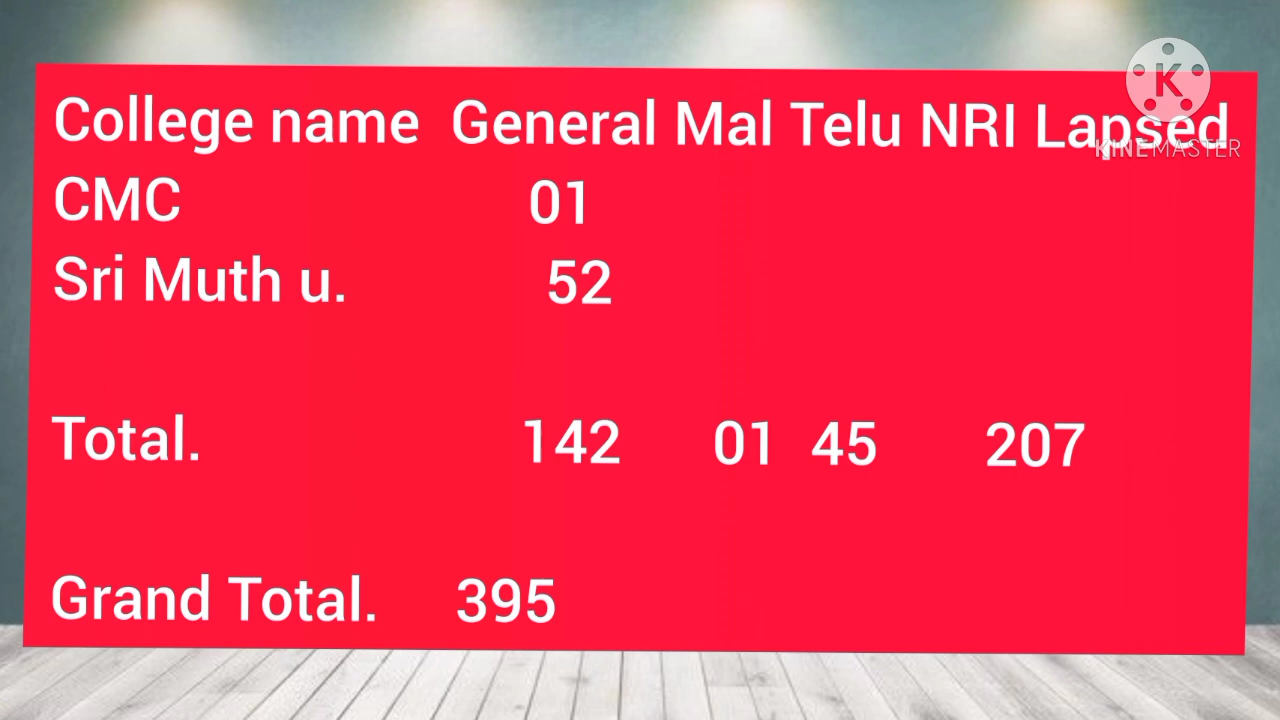 College name General Mal Telu NRI Lapsed
CMC 01
Sri Muth u. 52
Total. 142 01 45 207
Grand Total. 395
K
KINEMASTER